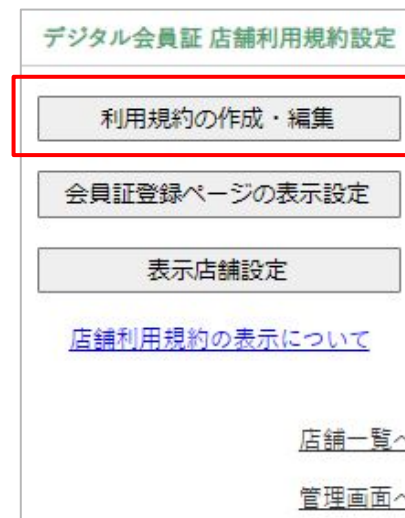 デジタル会員証 店舗利用規約設定
利用規約の作成・編集
会員証登録ページの表示設定
表示店舗設定
店舗利用規約の表示について
店舗一覧へ
管理画面へ